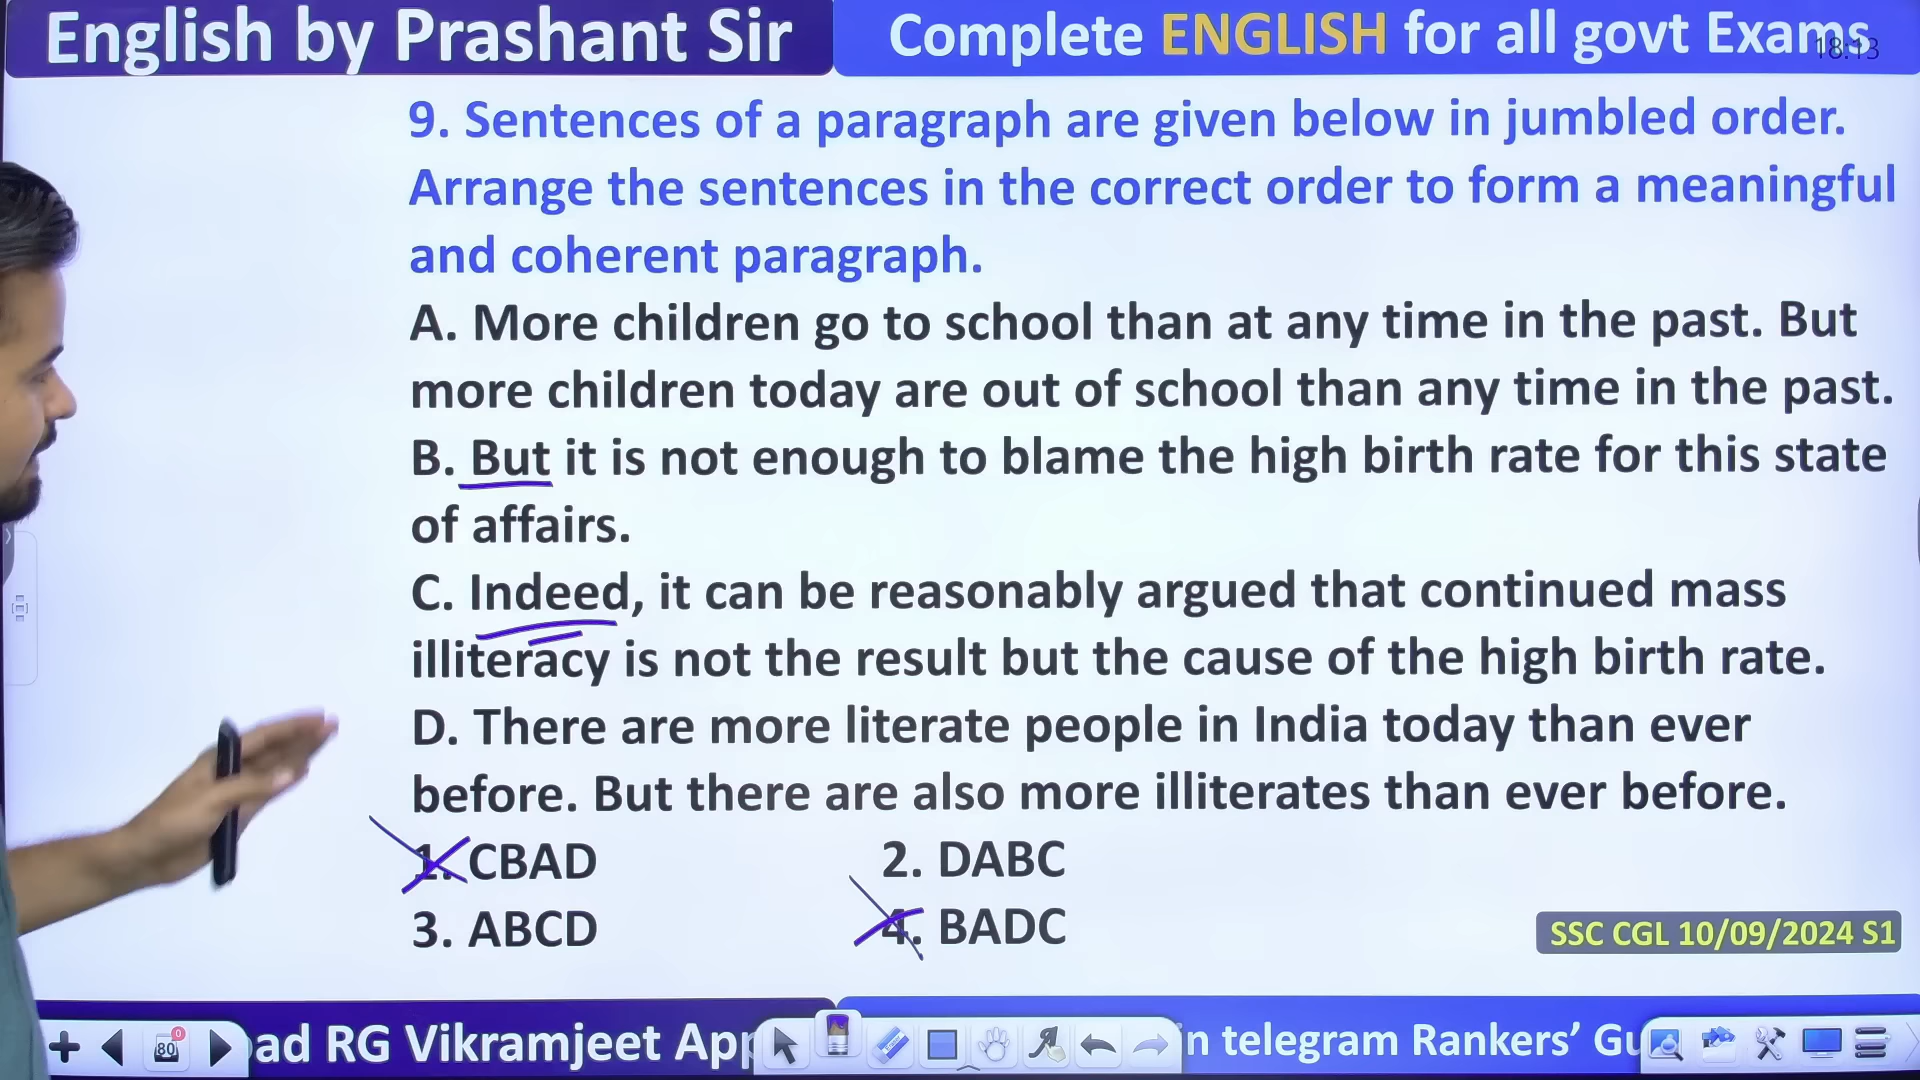 English by Prashant Sir
Complete ENGLISH for all govt Exams
18:13
9. Sentences of a paragraph are given below in jumbled order.
Arrange the sentences in the correct order to form a meaningful
and coherent paragraph.
A. More children go to school than at any time in the past. But
more children today are out of school than any time in the past.
B. But it is not enough to blame the high birth rate for this state
of affairs.
C. Indeed, it can be reasonably argued that continued mass
illiteracy is not the result but the cause of the high birth rate.
D. There are more literate people in India today than ever
before. But there are also more illiterates than ever before.
1. CBAD 2. DABC
3. ABCD 4. BADC
SSC CGL 10/09/2024 S1
80 0
RG Vikramjeet
telegram Rankers’